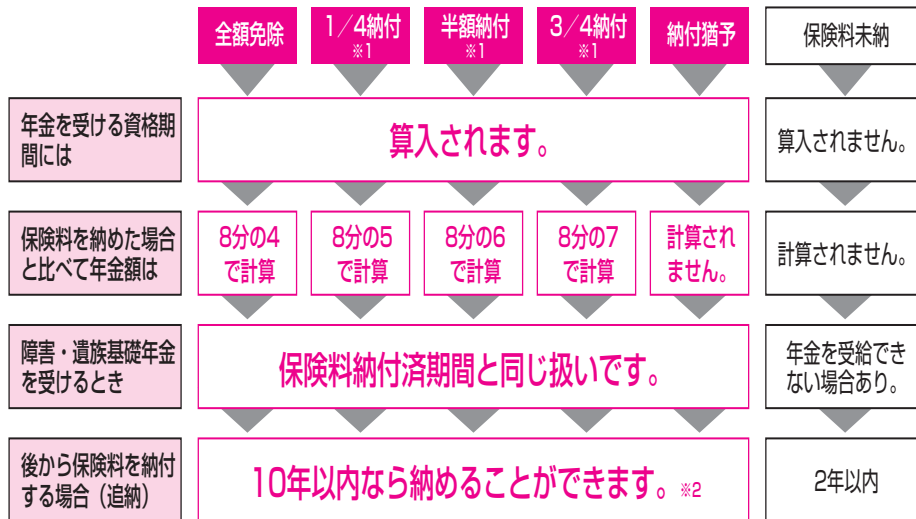 全額免除
1／4納付
※1
半額納付
※1
3／4納付
※1
納付猶予
保険料未納
年金を受ける資格期
間には
算入されます。
算入されません。
保険料を納めた場合
と比べて年金額は
8分の4
で計算
8分の5
で計算
8分の6
で計算
8分の7
で計算
計算され
ません。
計算されません。
障害・遺族基礎年金
を受けるとき
保険料納付済期間と同じ扱いです。
年金を受給でき
ない場合あり。
後から保険料を納付
する場合（追納）
10年以内なら納めることができます。※2
2年以内